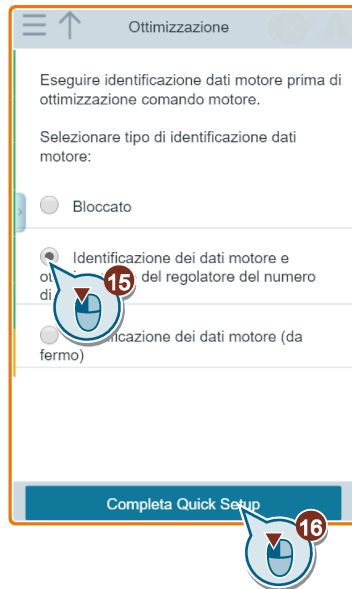 Ottimizzazione
Eseguire identificazione dati motore prima di
ottimizzazione comando motore.
Selezionare tipo di identificazione dati
motore:
Bloccato
Identificazione dei dati motore e
del regolatore del numero
di
dei dati motore (da
fermo)
15
Completa Quick Setup
16